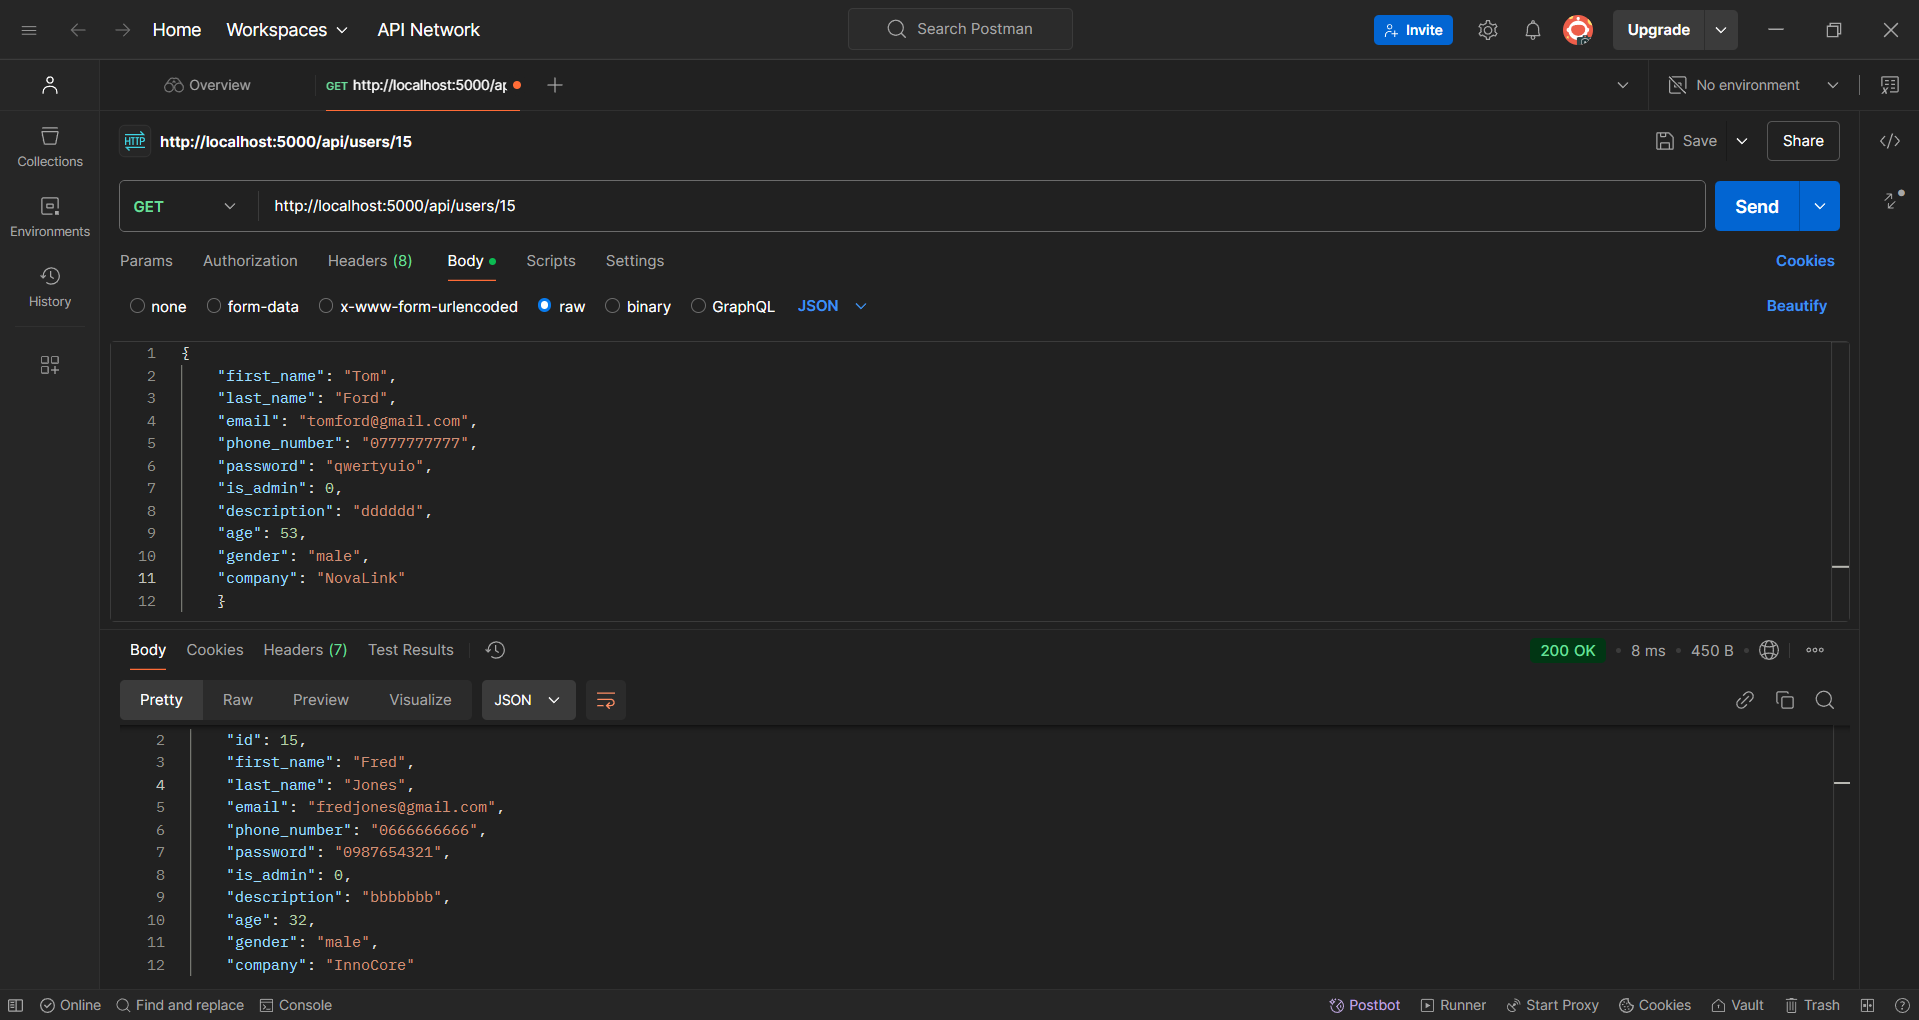 Home Workspaces API Network Search Postman Invite Upgrade
Overview GET http://localhost:5000/ap No environment
HTTP http://localhost:5000/api/users/15 Save Share
Collections
Environments
History
GET http://localhost:5000/api/users/15 Send
Params Authorization Headers (8) Body Scripts Settings Cookies
none form-data x-www-form-urlencoded raw binary GraphQL JSON Beautify
1 {
2 "first_name": "Tom",
3 "last_name": "Ford",
4 "email": "tomford@gmail.com",
5 "phone_number": "0777777777",
6 "password": "qwertyuio",
7 "is_admin": 0,
8 "description": "dddddd",
9 "age": 53,
10 "gender": "male",
11 "company": "NovaLink"
12 }
Body Cookies Headers (7) Test Results 200 OK • 8 ms • 450 B •
Pretty Raw Preview Visualize JSON
2 "id": 15,
3 "first_name": "Fred",
4 "last_name": "Jones",
5 "email": "fredjones@gmail.com",
6 "phone_number": "0666666666",
7 "password": "0987654321",
8 "is_admin": 0,
9 "description": "bbbbbbb",
10 "age": 32,
11 "gender": "male",
12 "company": "InnoCore"
Online Find and replace Console Postbot Runner Start Proxy Cookies Vault Trash